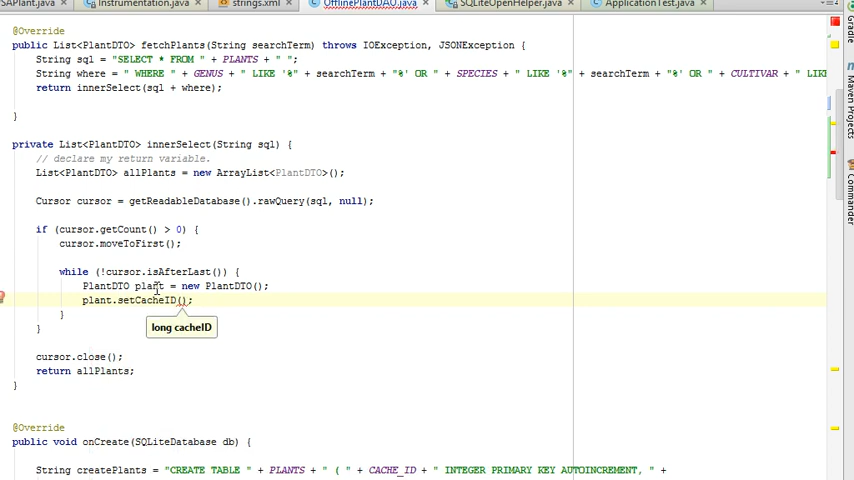 SAPlant.java
Instrumentation.java
strings.xml
OfflinePlantDAO.java
SQLiteOpenHelper.java
ApplicationTest.java
@Override
public List<PlantDTO> fetchPlants(String searchTerm) throws IOException, JSONException {
String sql = "SELECT * FROM " + PLANTS + " ";
String where = " WHERE " + GENUS + " LIKE '%" + searchTerm + "%' OR " + SPECIES + " LIKE '%" + searchTerm + "%' OR " + CULTIVAR + " LIKE
return innerSelect(sql + where);
}
private List<PlantDTO> innerSelect(String sql) {
// declare my return variable.
List<PlantDTO> allPlants = new ArrayList<PlantDTO>();
Cursor cursor = getReadableDatabase().rawQuery(sql, null);
if (cursor.getCount() > 0) {
cursor.moveToFirst();
while (!cursor.isAfterLast()) {
PlantDTO plant = new PlantDTO();
plant.setCacheID();
}
long cacheID
}
cursor.close();
return allPlants;
}
@Override
public void onCreate(SQLiteDatabase db) {
String createPlants = "CREATE TABLE " + PLANTS + " ( " + CACHE_ID + " INTEGER PRIMARY KEY AUTOINCREMENT, " +
Gradle
Maven Projects
Commander